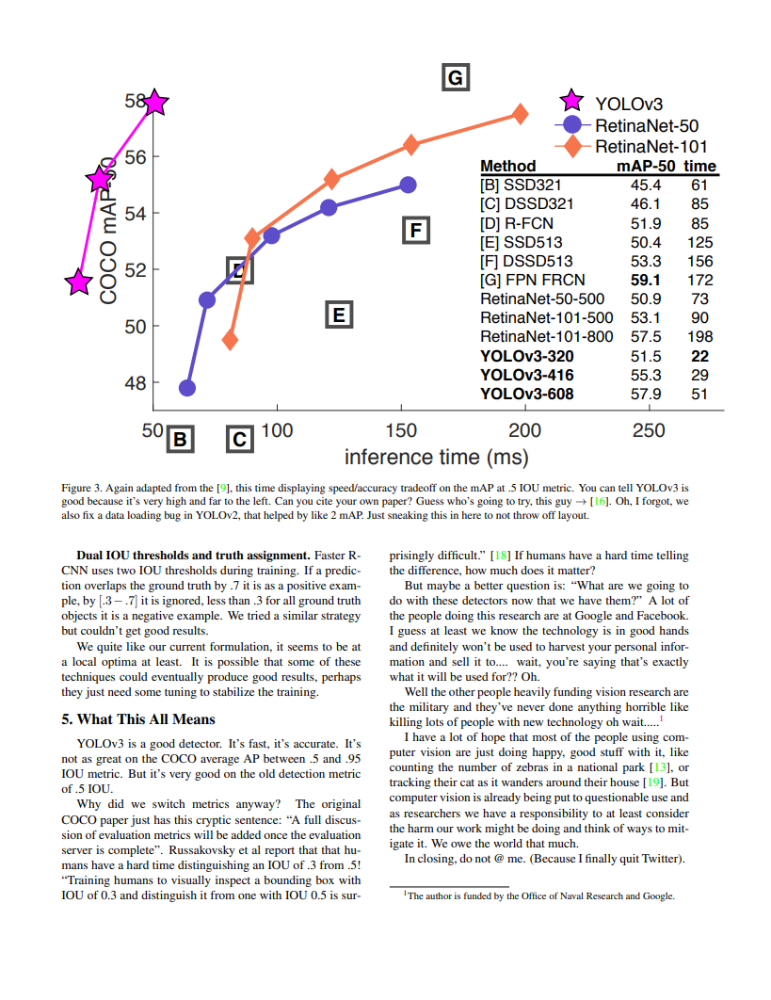 G
58
56
54
52
50
48
COCO mAP-50
D
E
F
YOLOv3
RetinaNet-50
RetinaNet-101
Method mAP-50 time
[B] SSD321 45.4 61
[C] DSSD321 46.1 85
[D] R-FCN 51.9 85
[E] SSD513 50.4 125
[F] DSSD513 53.3 156
[G] FPN FRCN 59.1 172
RetinaNet-50-500 50.9 73
RetinaNet-101-500 53.1 90
RetinaNet-101-800 57.5 198
YOLOv3-320 51.5 22
YOLOv3-416 55.3 29
YOLOv3-608 57.9 51
50 B C 100 150 200 250
inference time (ms)
Figure 3. Again adapted from the [9], this time displaying speed/accuracy tradeoff on the mAP at .5 IOU metric. You can tell YOLOv3 is
good because it's very high and far to the left. Can you cite your own paper? Guess who's going to try, this guy → [16]. Oh, I forgot, we
also fix a data loading bug in YOLOv2, that helped by like 2 mAP. Just sneaking this in here to not throw off layout.
Dual IOU thresholds and truth assignment. Faster R-
CNN uses two IOU thresholds during training. If a predic-
tion overlaps the ground truth by .7 it is as a positive exam-
ple, by [.3 − .7] it is ignored, less than .3 for all ground truth
objects it is a negative example. We tried a similar strategy
but couldn't get good results.
We quite like our current formulation, it seems to be at
a local optima at least. It is possible that some of these
techniques could eventually produce good results, perhaps
they just need some tuning to stabilize the training.
5. What This All Means
YOLOv3 is a good detector. It's fast, it's accurate. It's
not as great on the COCO average AP between .5 and .95
IOU metric. But it's very good on the old detection metric
of .5 IOU.
Why did we switch metrics anyway? The original
COCO paper just has this cryptic sentence: “A full discus-
sion of evaluation metrics will be added once the evaluation
server is complete”. Russakovsky et al report that that hu-
mans have a hard time distinguishing an IOU of .3 from .5!
“Training humans to visually inspect a bounding box with
IOU of 0.3 and distinguish it from one with IOU 0.5 is sur-
prisingly difficult.” [18] If humans have a hard time telling
the difference, how much does it matter?
But maybe a better question is: “What are we going to
do with these detectors now that we have them?” A lot of
the people doing this research are at Google and Facebook.
I guess at least we know the technology is in good hands
and definitely won't be used to harvest your personal infor-
mation and sell it to.... wait, you're saying that's exactly
what it will be used for?? Oh.
Well the other people heavily funding vision research are
the military and they've never done anything horrible like
killing lots of people with new technology oh wait.....1
I have a lot of hope that most of the people using com-
puter vision are just doing happy, good stuff with it, like
counting the number of zebras in a national park [13], or
tracking their cat as it wanders around their house [19]. But
computer vision is already being put to questionable use and
as researchers we have a responsibility to at least consider
the harm our work might be doing and think of ways to mit-
igate it. We owe the world that much.
In closing, do not @ me. (Because I finally quit Twitter).
1The author is funded by the Office of Naval Research and Google.